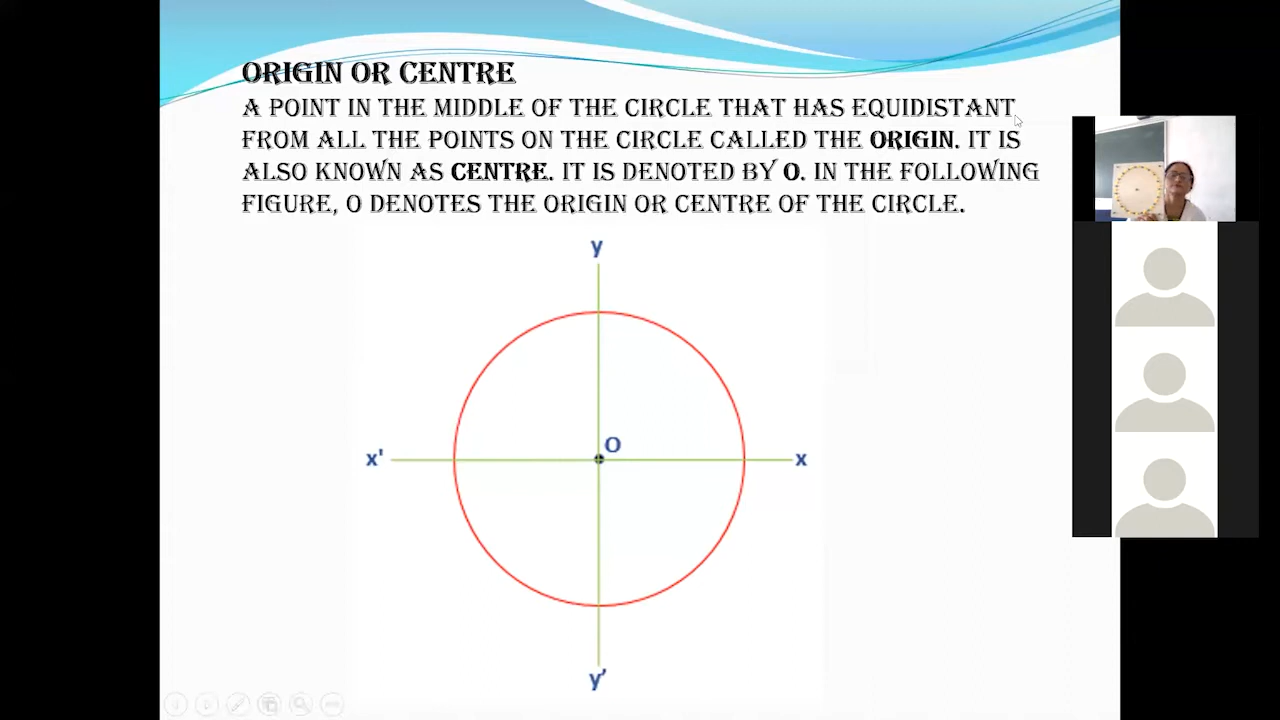 ORIGIN OR CENTRE
A POINT IN THE MIDDLE OF THE CIRCLE THAT HAS EQUIDISTANT
FROM ALL THE POINTS ON THE CIRCLE CALLED THE ORIGIN. IT IS
ALSO KNOWN AS CENTRE. IT IS DENOTED BY O. IN THE FOLLOWING
FIGURE, O DENOTES THE ORIGIN OR CENTRE OF THE CIRCLE.
y
O
x'
x
y'